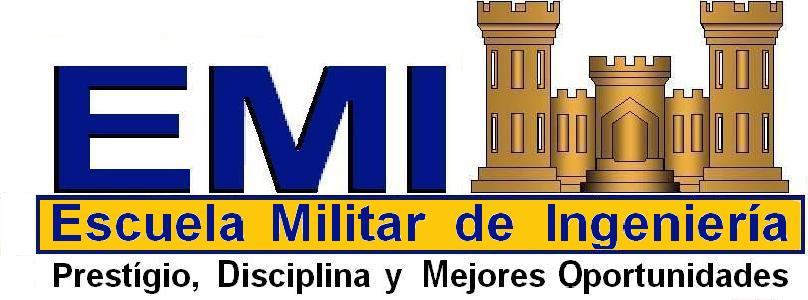 EMI
Escuela Militar de Ingeniería
Prestígio, Disciplina y Mejores Oportunidades